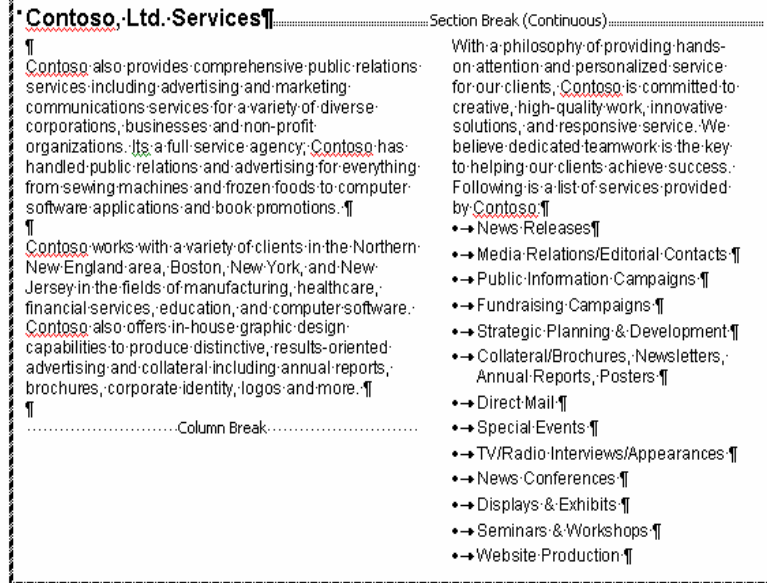 Contoso, Ltd. Services¶
Section Break (Continuous)
¶
Contoso also provides comprehensive public relations
services including advertising and marketing
communications services for a variety of diverse
corporations, businesses and non-profit
organizations. Its a full service agency; Contoso has
handled public relations and advertising for everything
from sewing machines and frozen foods to computer
software applications and book promotions. ¶
¶
Contoso works with a variety of clients in the Northern
New England area, Boston, New York, and New
Jersey in the fields of manufacturing, healthcare,
financial services, education, and computer software.
Contoso also offers in-house graphic design
capabilities to produce distinctive, results-oriented
advertising and collateral including annual reports,
brochures, corporate identity, logos and more. ¶
¶
Column Break
With a philosophy of providing hands-
on attention and personalized service
for our clients, Contoso is committed to
creative, high-quality work, innovative
solutions, and responsive service. We
believe dedicated teamwork is the key
to helping our clients achieve success.
Following is a list of services provided
by Contoso:¶
•→News Releases¶
•→Media Relations/Editorial Contacts ¶
•→Public Information Campaigns ¶
•→Fundraising Campaigns ¶
•→Strategic Planning & Development ¶
•→Collateral/Brochures, Newsletters,
Annual Reports, Posters ¶
•→Direct Mail ¶
•→Special Events ¶
•→TV/Radio Interviews/Appearances ¶
•→News Conferences ¶
•→Displays & Exhibits ¶
•→Seminars & Workshops ¶
•→Website Production ¶